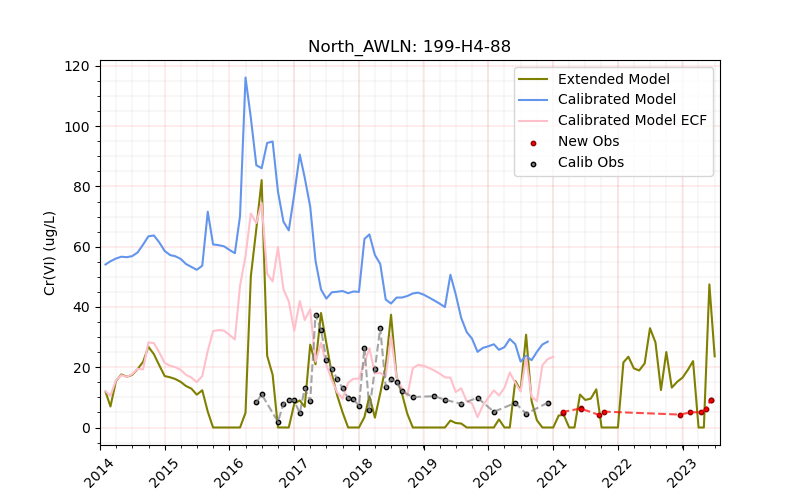 North_AWLN: 199-H4-88
Extended Model
Calibrated Model
Calibrated Model ECF
New Obs
Calib Obs
Cr(VI) (ug/L)
120
100
80
60
40
20
0
2014
2015
2016
2017
2018
2019
2020
2021
2022
2023